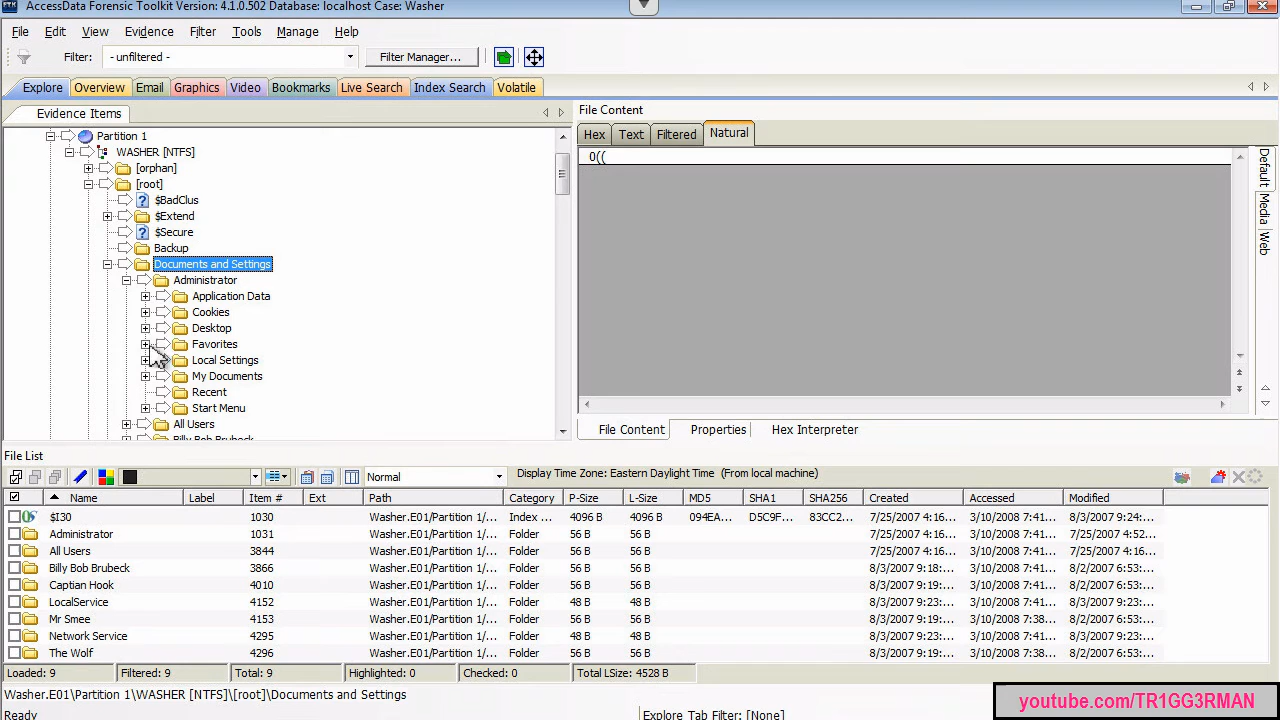 AccessData Forensic Toolkit Version: 4.1.0.502 Database: localhost Case: Washer
File Edit View Evidence Filter Tools Manage Help
Filter: - unfiltered - Filter Manager...
Explore Overview Email Graphics Video Bookmarks Live Search Index Search Volatile
Evidence Items
Partition 1
WASHER [NTFS]
[orphan]
[root]
$BadClus
$Extend
$Secure
Backup
Documents and Settings
Administrator
Application Data
Cookies
Desktop
Favorites
Local Settings
My Documents
Recent
Start Menu
All Users
Billy Bob Brubeck
File Content
Hex Text Filtered Natural
0((
Default
Media
Web
File Content Properties Hex Interpreter
File List
Normal Display Time Zone: Eastern Daylight Time (From local machine)
Name Label Item # Ext Path Category P-Size L-Size MD5 SHA1 SHA256 Created Accessed Modified
$I30 1030 Washer.E01/Partition 1/... Index ... 4096 B 4096 B 094EA... D5C9F... 83CC2... 7/25/2007 4:16... 3/10/2008 7:41... 8/3/2007 9:24:...
Administrator 1031 Washer.E01/Partition 1/... Folder 56 B 56 B 7/25/2007 4:16... 3/10/2008 7:41... 7/25/2007 4:52...
All Users 3844 Washer.E01/Partition 1/... Folder 56 B 56 B 7/25/2007 4:16... 3/10/2008 7:41... 8/2/2007 6:53:...
Billy Bob Brubeck 3866 Washer.E01/Partition 1/... Folder 56 B 56 B 8/3/2007 9:18:... 3/10/2008 7:41... 8/2/2007 6:53:...
Captian Hook 4010 Washer.E01/Partition 1/... Folder 56 B 56 B 8/3/2007 9:19:... 3/10/2008 7:41... 8/2/2007 6:53:...
LocalService 4152 Washer.E01/Partition 1/... Folder 48 B 48 B 8/3/2007 9:23:... 3/10/2008 7:41... 8/3/2007 9:23:...
Mr Smee 4153 Washer.E01/Partition 1/... Folder 56 B 56 B 8/3/2007 9:19:... 3/10/2008 7:38... 8/2/2007 6:53:...
Network Service 4295 Washer.E01/Partition 1/... Folder 48 B 48 B 8/3/2007 9:23:... 3/10/2008 7:41... 8/3/2007 9:23:...
The Wolf 4296 Washer.E01/Partition 1/... Folder 56 B 56 B 8/3/2007 9:19:... 3/10/2008 7:38... 8/2/2007 6:53:...
Loaded: 9 Filtered: 9 Total: 9 Highlighted: 0 Checked: 0 Total LSize: 4528 B
Washer.E01\Partition 1\WASHER [NTFS]\[root]\Documents and Settings
Ready Explore Tab Filter: [None]
youtube.com/TR1GG3RMAN